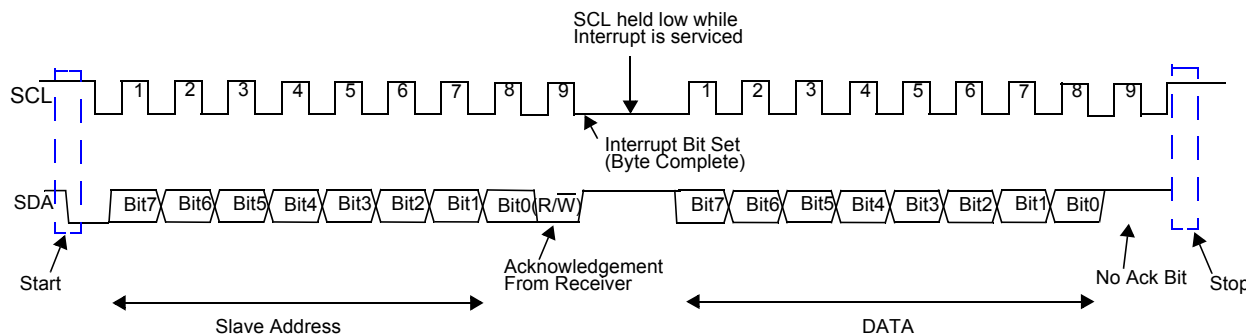 SCL held low while
Interrupt is serviced
SCL
1 2 3 4 5 6 7 8 9
1 2 3 4 5 6 7 8 9
Interrupt Bit Set
(Byte Complete)
SDA
Bit7 Bit6 Bit5 Bit4 Bit3 Bit2 Bit1 Bit0(R/W̅)
Bit7 Bit6 Bit5 Bit4 Bit3 Bit2 Bit1 Bit0
Start
Acknowledgement
From Receiver
No Ack Bit
Stop
Slave Address
DATA